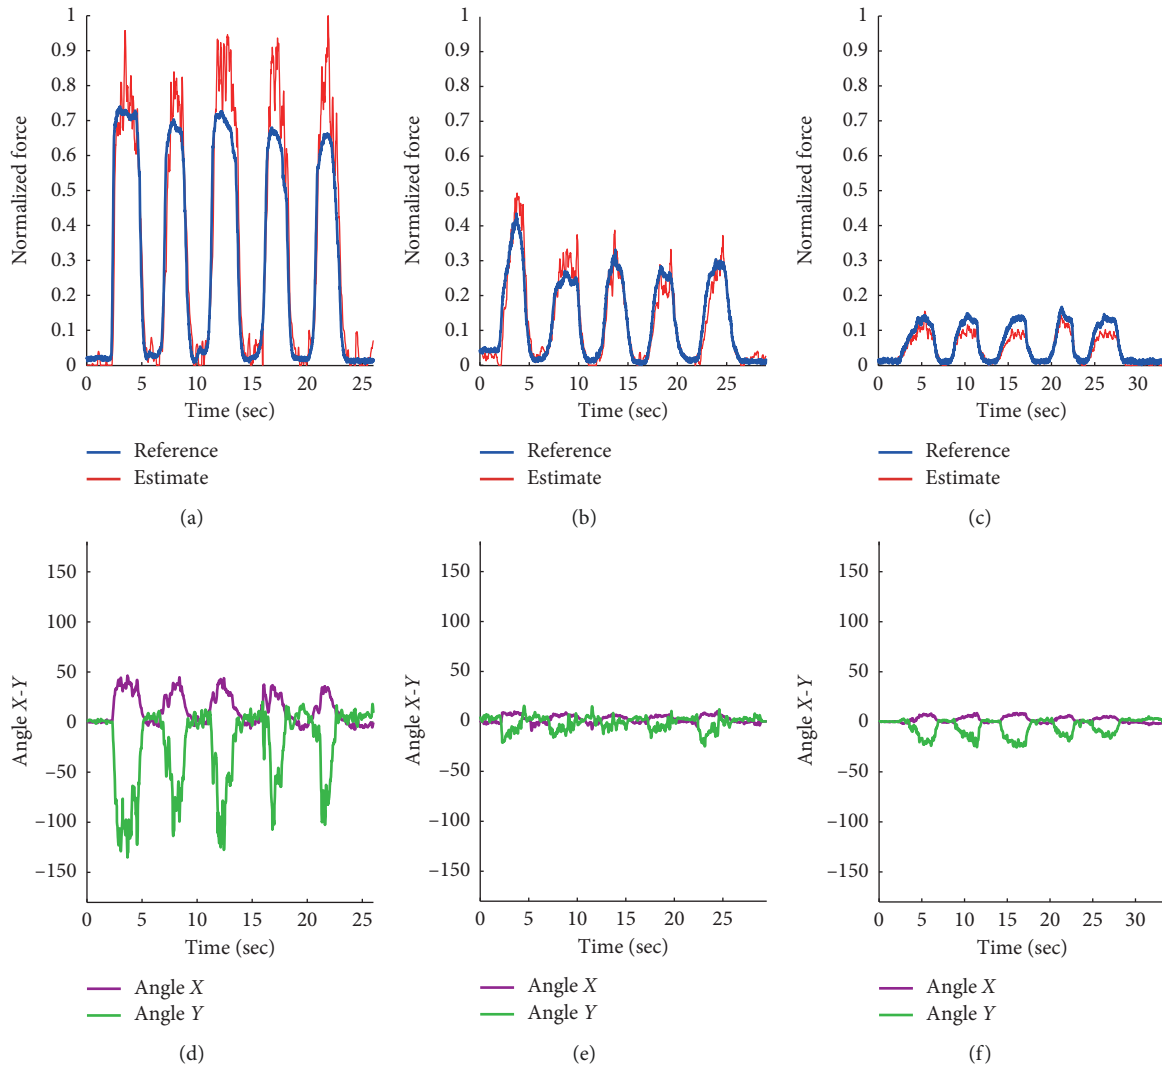 1
0.9
0.8
0.7
0.6
0.5
0.4
0.3
0.2
0.1
0
Normalized force
0 5 10 15 20 25
Time (sec)
Reference
Estimate
(a)
1
0.9
0.8
0.7
0.6
0.5
0.4
0.3
0.2
0.1
0
Normalized force
0 5 10 15 20 25
Time (sec)
Reference
Estimate
(b)
1
0.9
0.8
0.7
0.6
0.5
0.4
0.3
0.2
0.1
0
Normalized force
0 5 10 15 20 25 30
Time (sec)
Reference
Estimate
(c)
150
100
50
0
−50
−100
−150
Angle X-Y
0 5 10 15 20 25
Time (sec)
Angle X
Angle Y
(d)
150
100
50
0
−50
−100
−150
Angle X-Y
0 5 10 15 20 25
Time (sec)
Angle X
Angle Y
(e)
150
100
50
0
−50
−100
−150
Angle X-Y
0 5 10 15 20 25 30
Time (sec)
Angle X
Angle Y
(f)